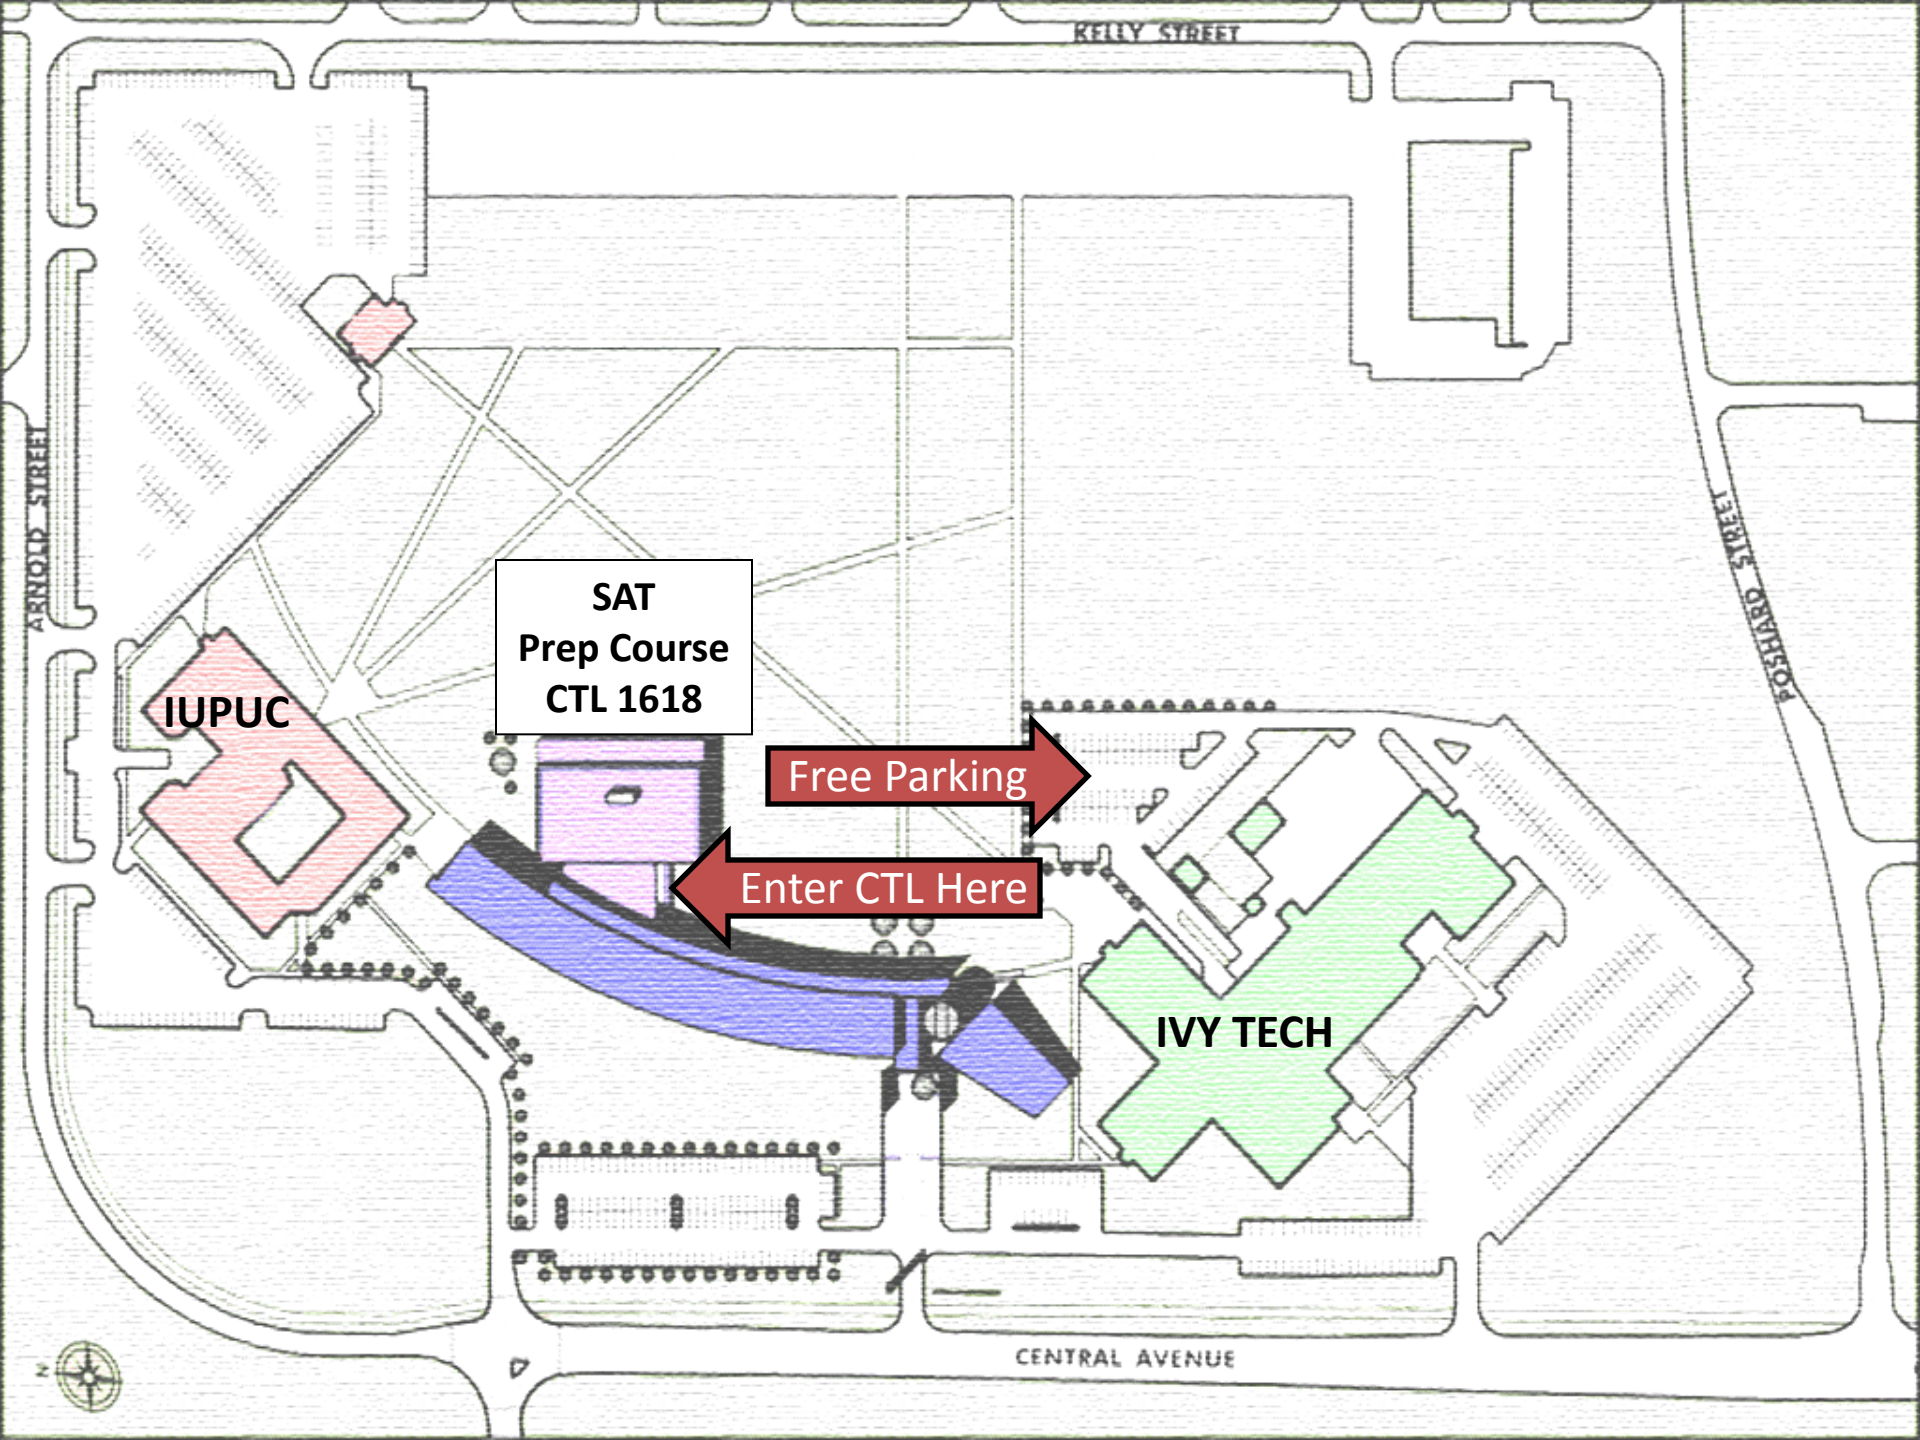 KELLY STREET
ARNOLD STREET
POSHARD STREET
SAT
Prep Course
CTL 1618
IUPUC
Free Parking
Enter CTL Here
IVY TECH
CENTRAL AVENUE
N